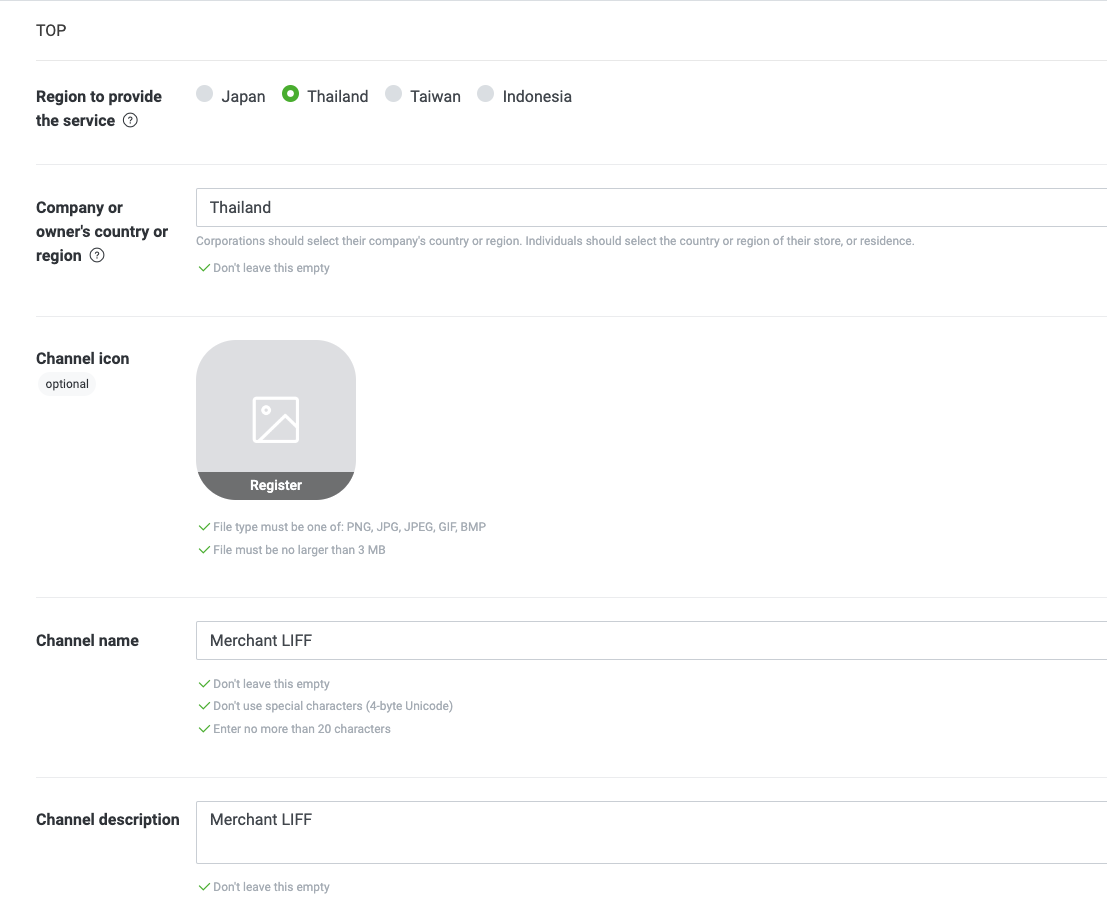 TOP
Region to provide
the service ?
Japan Thailand Taiwan Indonesia
Company or
owner's country or
region ?
Thailand
Corporations should select their company's country or region. Individuals should select the country or region of their store, or residence.
Don't leave this empty
Channel icon
optional
Register
File type must be one of: PNG, JPG, JPEG, GIF, BMP
File must be no larger than 3 MB
Channel name
Merchant LIFF
Don't leave this empty
Don't use special characters (4-byte Unicode)
Enter no more than 20 characters
Channel description
Merchant LIFF
Don't leave this empty